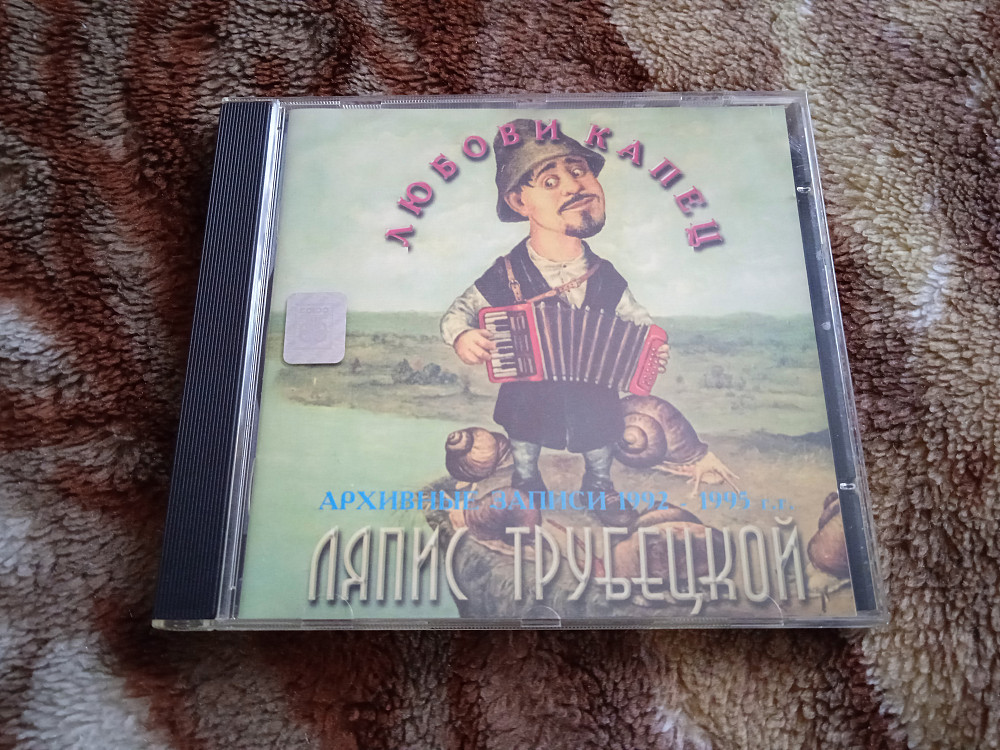 ЛЮБОВИ КАПЕЦ
АРХИВНЫЕ ЗАПИСИ 1992 - 1995 г.г.
ЛЯПИС ТРУБЕЦКОЙ